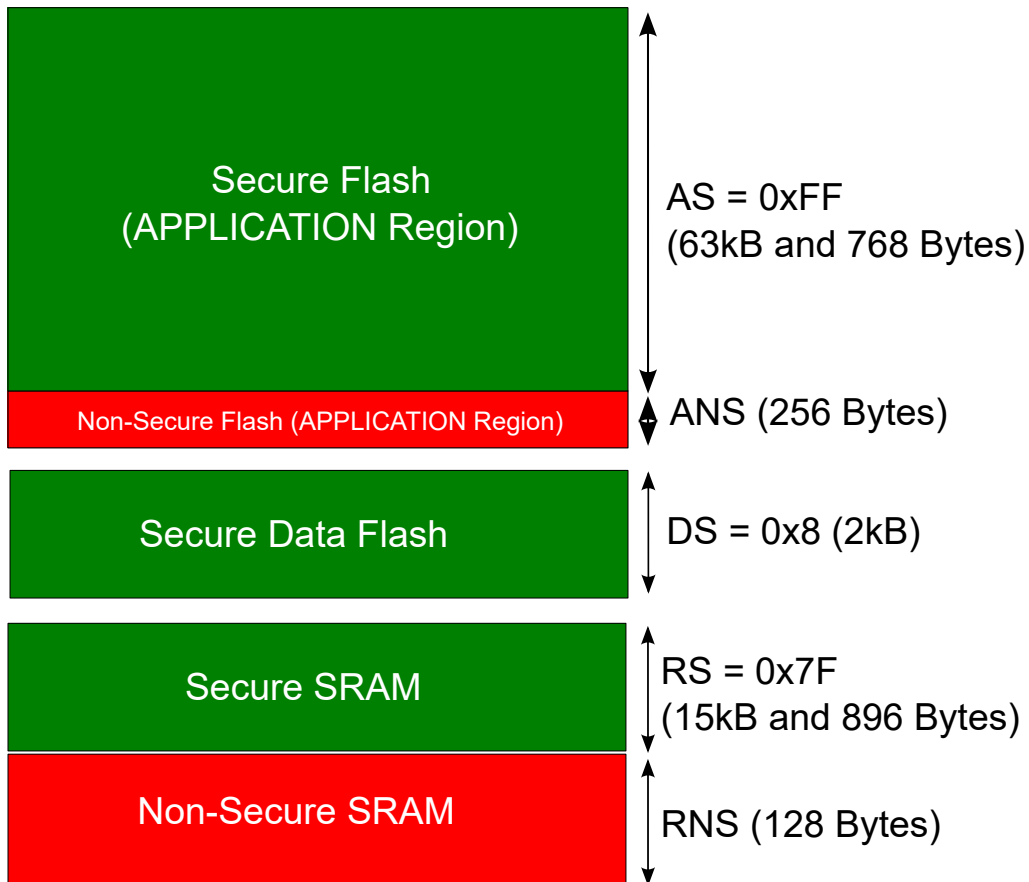 Secure Flash
(APPLICATION Region)
AS = 0xFF
(63kB and 768 Bytes)
Non-Secure Flash (APPLICATION Region)
ANS (256 Bytes)
Secure Data Flash
DS = 0x8 (2kB)
Secure SRAM
RS = 0x7F
(15kB and 896 Bytes)
Non-Secure SRAM
RNS (128 Bytes)